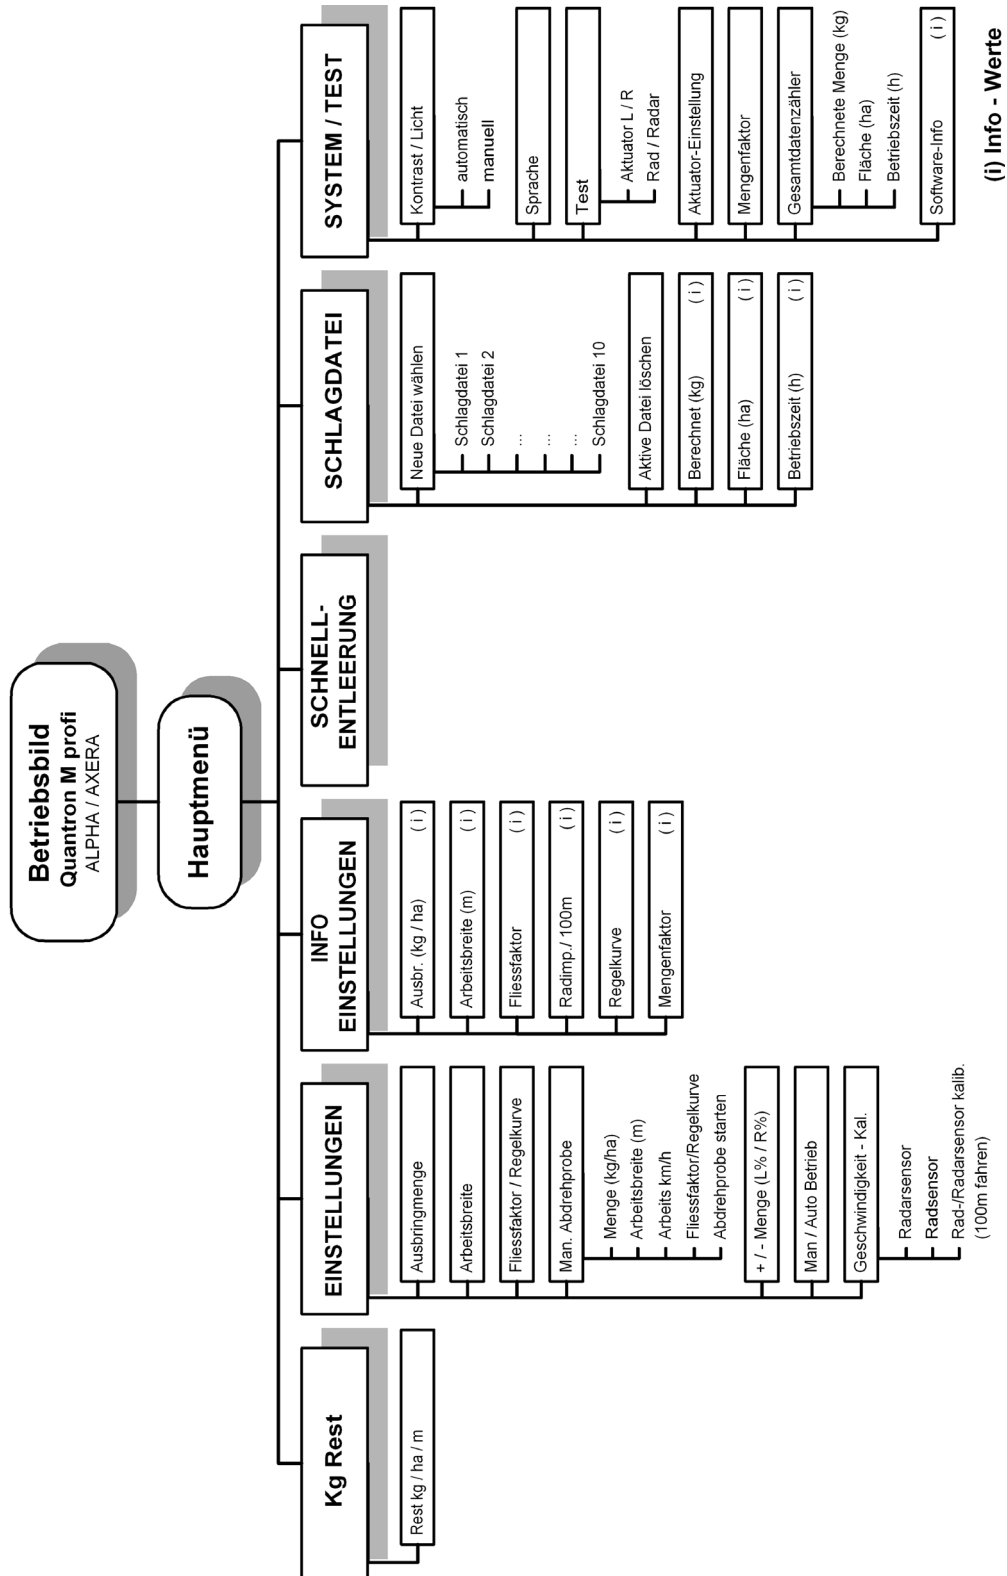 Betriebsbild
Quantron M profi
ALPHA / AXERA
Hauptmenü
Kg Rest
Rest kg / ha / m
EINSTELLUNGEN
Ausbringmenge
Arbeitsbreite
Fliessfaktor / Regelkurve
Man. Abdrehprobe
Menge (kg/ha)
Arbeitsbreite (m)
Arbeits km/h
Fliessfaktor/Regelkurve
Abdrehprobe starten
+ / - Menge (L% / R%)
Man / Auto Betrieb
Geschwindigkeit - Kal.
Radarsensor
Radsensor
Rad-/Radarsensor kalib.
(100m fahren)
INFO
EINSTELLUNGEN
Ausbr. (kg / ha) ( i )
Arbeitsbreite (m) ( i )
Fliessfaktor ( i )
Radimp./ 100m ( i )
Regelkurve ( i )
Mengenfaktor ( i )
SCHNELL-
ENTLEERUNG
SCHLAGDATEI
Neue Datei wählen
Schlagdatei 1
Schlagdatei 2
...
...
...
Schlagdatei 10
Aktive Datei löschen
Berechnet (kg) ( i )
Fläche (ha) ( i )
Betriebszeit (h) ( i )
SYSTEM / TEST
Kontrast / Licht
automatisch
manuell
Sprache
Test
Aktuator L / R
Rad / Radar
Aktuator-Einstellung
Mengenfaktor
Gesamtdatenzähler
Berechnete Menge (kg)
Fläche (ha)
Betriebszeit (h)
Software-Info ( i )
(i) Info - Werte